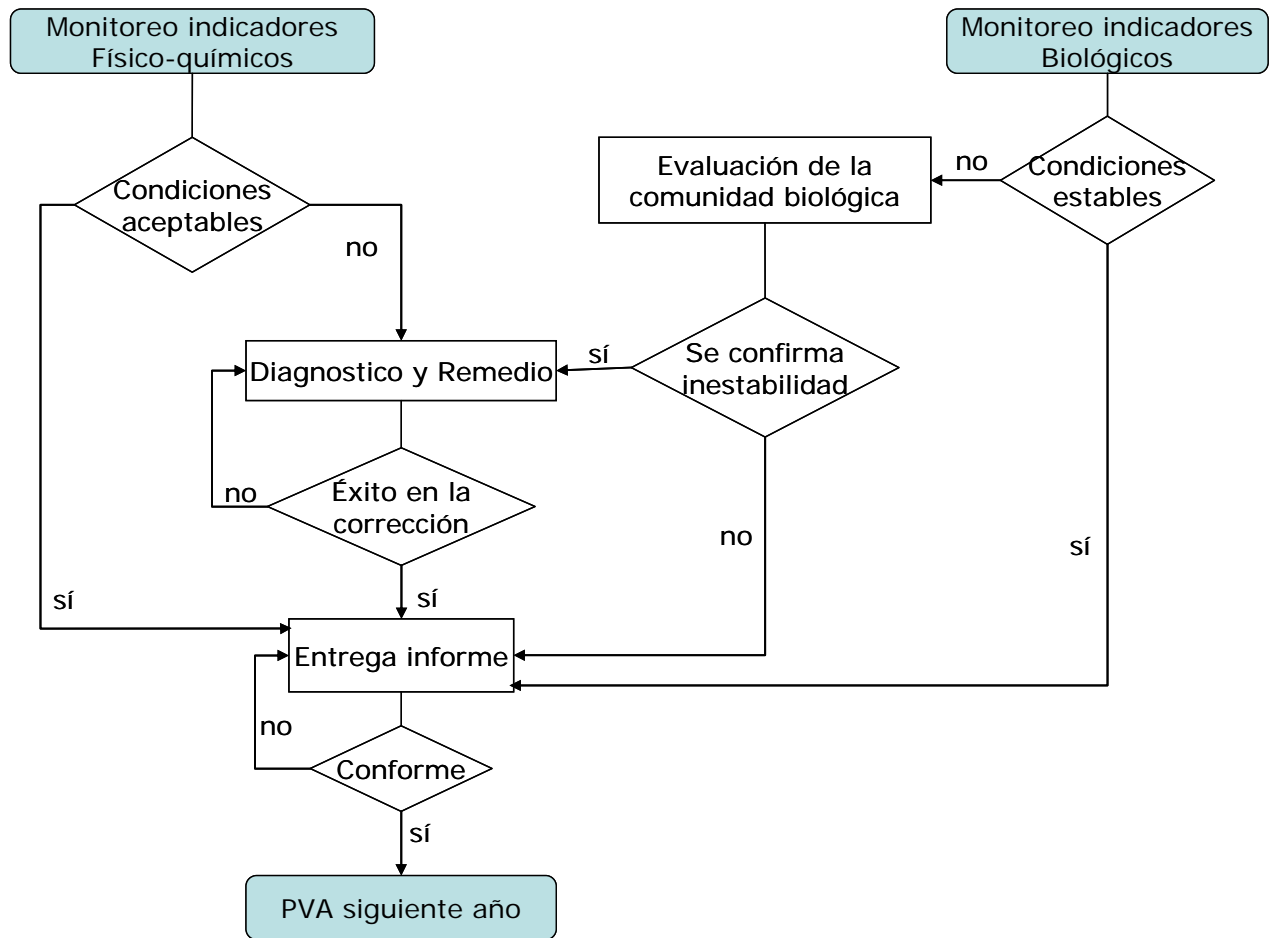 Monitoreo indicadores
Físico-químicos
Monitoreo indicadores
Biológicos
Condiciones
aceptables
no
Evaluación de la
comunidad biológica
no
Condiciones
estables
Diagnostico y Remedio
sí
Se confirma
inestabilidad
no
Éxito en la
corrección
no
sí
sí
sí
Entrega informe
no
Conforme
sí
PVA siguiente año